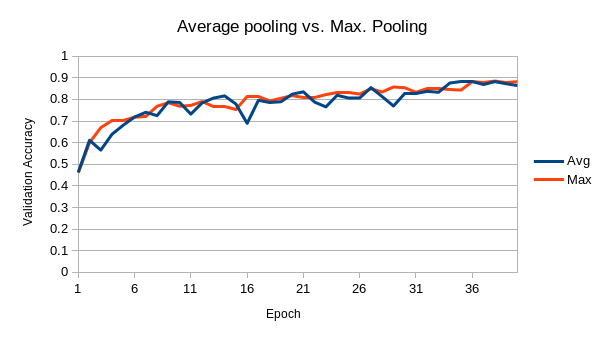 Average pooling vs. Max. Pooling
1
0.9
0.8
0.7
0.6
0.5
0.4
0.3
0.2
0.1
0
Validation Accuracy
1 6 11 16 21 26 31 36
Epoch
Avg
Max